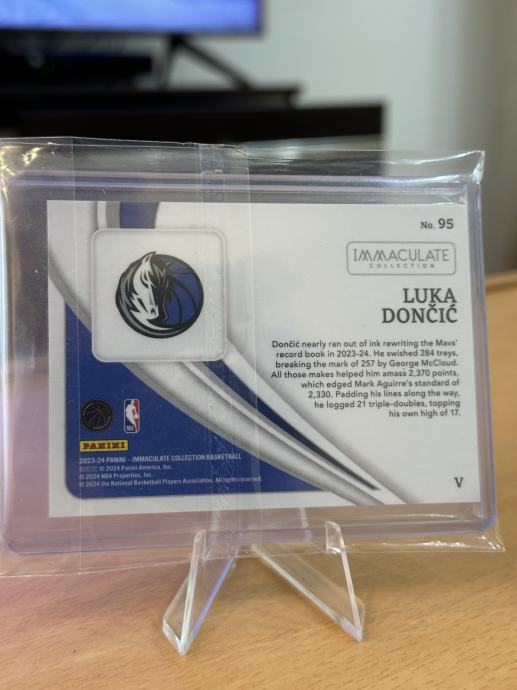 No. 95
IMMACULATE
COLLECTION
LUKA
DONČIĆ
Dončić nearly ran out of ink rewriting the Mavs'
record book in 2023-24. He swished 284 treys,
breaking the mark of 257 by George McCloud.
All those makes helped him amass 2,370 points,
which edged Mark Aguirre's standard of
2,330. Padding his lines along the way,
he logged 21 triple-doubles, topping
his own high of 17.
NBA
PANINI
2023-24 PANINI – IMMACULATE COLLECTION BASKETBALL
© 2024 Panini America, Inc.
© 2024 NBA Properties, Inc.
© 2024 the National Basketball Players Association. All rights reserved.
V